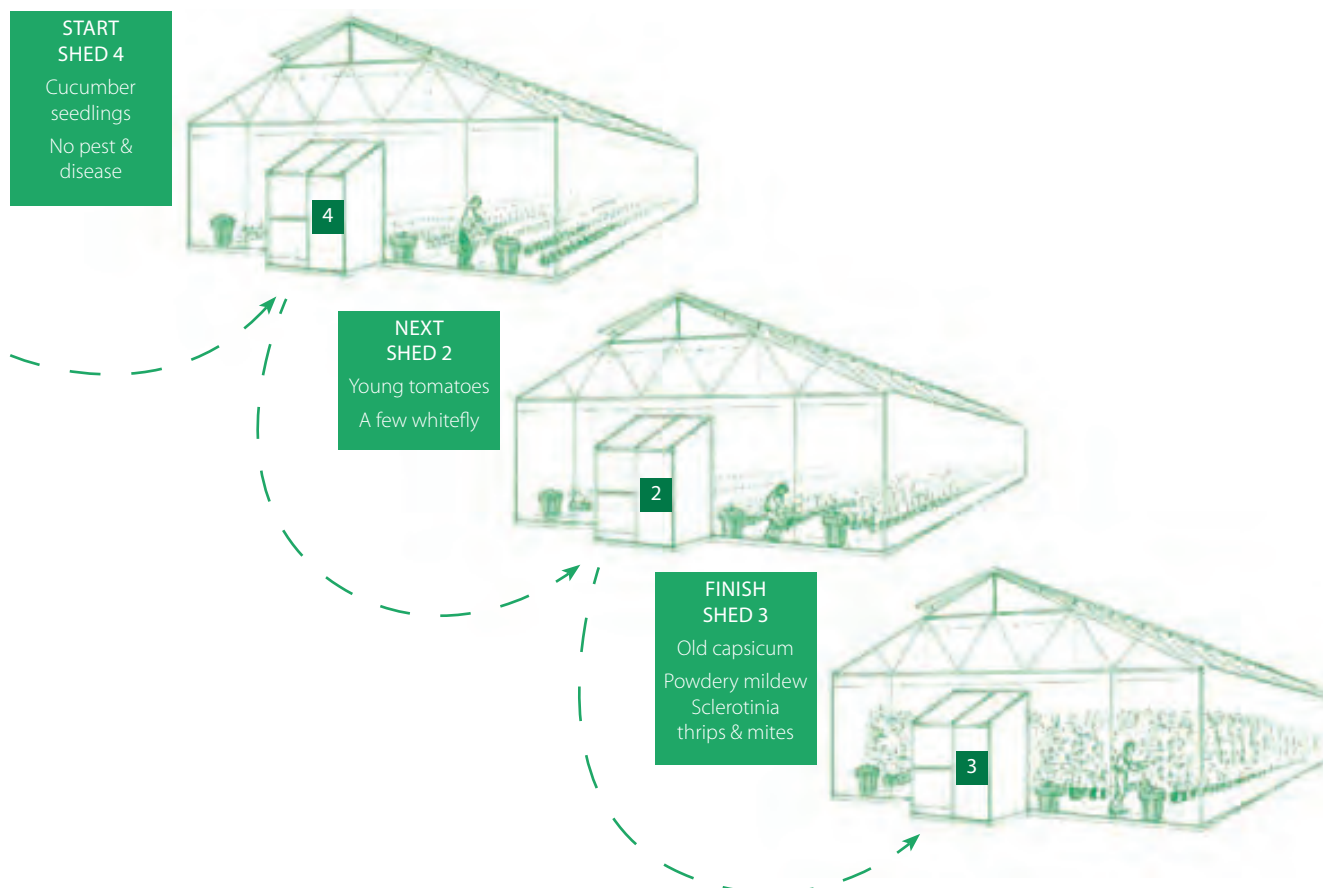 START
SHED 4
Cucumber
seedlings
No pest &
disease
4
NEXT
SHED 2
Young tomatoes
A few whitefly
2
FINISH
SHED 3
Old capsicum
Powdery mildew
Sclerotinia
thrips & mites
3